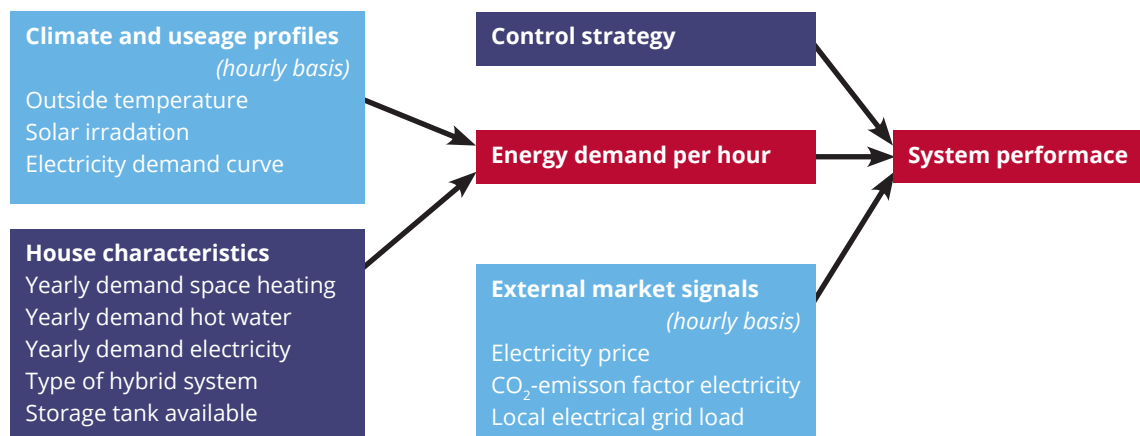 Climate and useage profiles
(hourly basis)
Outside temperature
Solar irradation
Electricity demand curve
House characteristics
Yearly demand space heating
Yearly demand hot water
Yearly demand electricity
Type of hybrid system
Storage tank available
Control strategy
Energy demand per hour
External market signals
(hourly basis)
Electricity price
CO₂-emisson factor electricity
Local electrical grid load
System performace